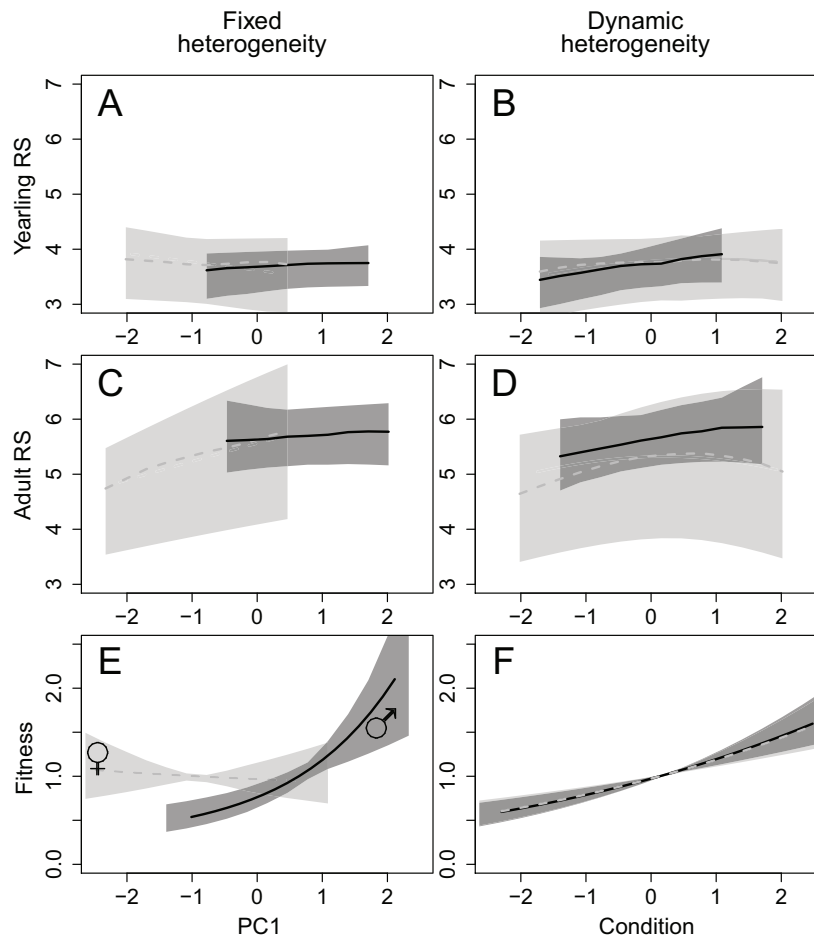 Fixed
heterogeneity
Dynamic
heterogeneity
A
B
Yearling RS
3 4 5 6 7
3 4 5 6 7
−2 −1 0 1 2
−2 −1 0 1 2
C
D
Adult RS
3 4 5 6 7
3 4 5 6 7
−2 −1 0 1 2
−2 −1 0 1 2
E
F
♀
♂
Fitness
0.0 1.0 2.0
0.0 1.0 2.0
−2 −1 0 1 2
−2 −1 0 1 2
PC1
Condition